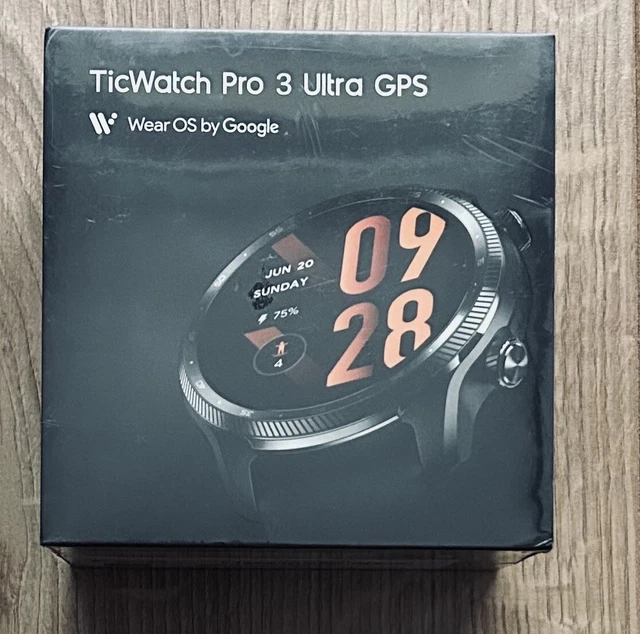 TicWatch Pro 3 Ultra GPS
Wear OS by Google
JUN 20
SUNDAY
75%
4
09
28